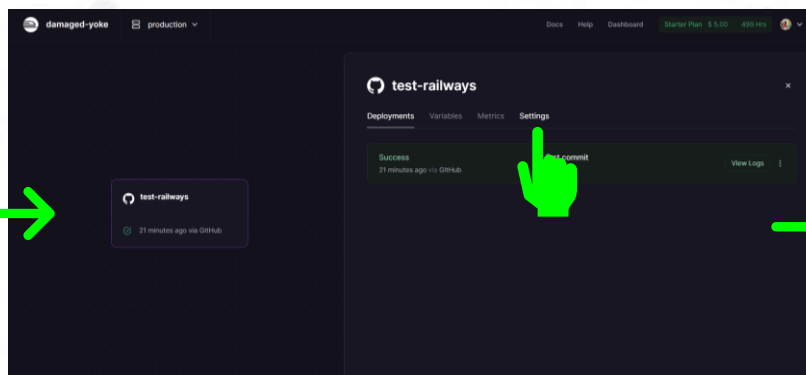 damaged-yoke production Docs Help Dashboard Starter Plan $ 5.00 499 Hrs
test-railways
Deployments Variables Metrics Settings
Success commit
21 minutes ago via GitHub View Logs
test-railways
21 minutes ago via GitHub